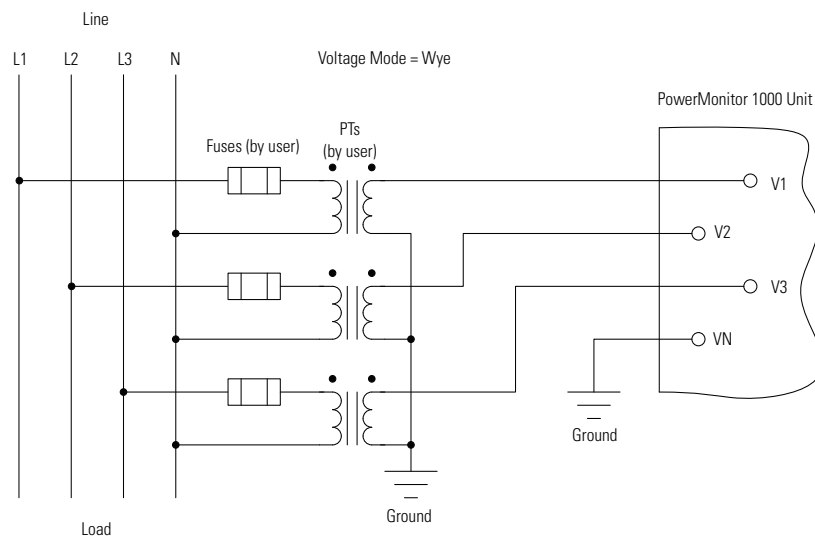 Line
L1 L2 L3 N
Voltage Mode = Wye
PowerMonitor 1000 Unit
Fuses (by user)
PTs
(by user)
V1
V2
V3
VN
Ground
Ground
Load